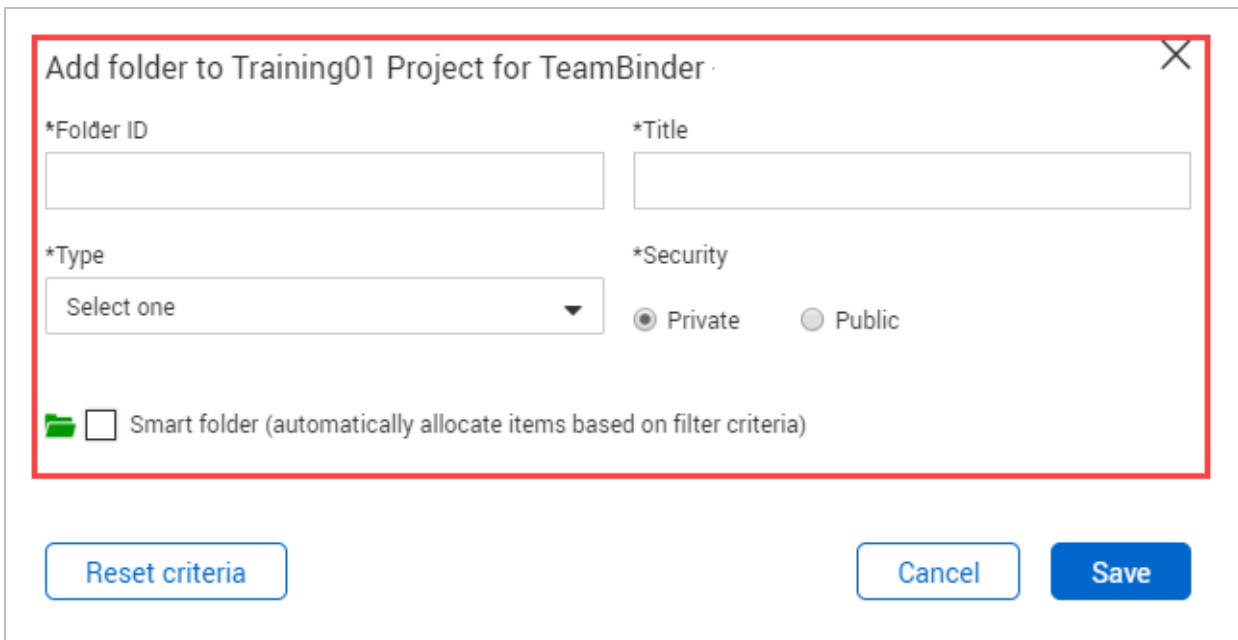 Add folder to Training01 Project for TeamBinder
*Folder ID
*Title
*Type
*Security
Select one
Private
Public
Smart folder (automatically allocate items based on filter criteria)
Reset criteria
Cancel
Save